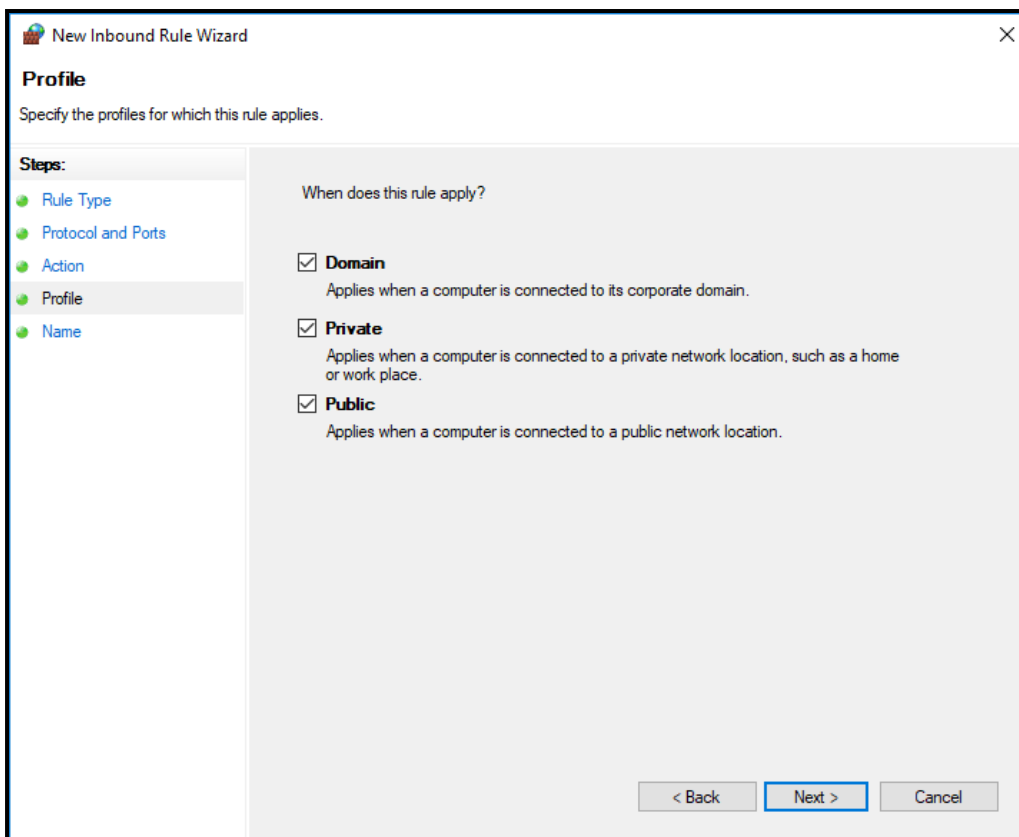 New Inbound Rule Wizard
Profile
Specify the profiles for which this rule applies.
Steps:
Rule Type
Protocol and Ports
Action
Profile
Name
When does this rule apply?
Domain
Applies when a computer is connected to its corporate domain.
Private
Applies when a computer is connected to a private network location, such as a home
or work place.
Public
Applies when a computer is connected to a public network location.
< Back
Next >
Cancel